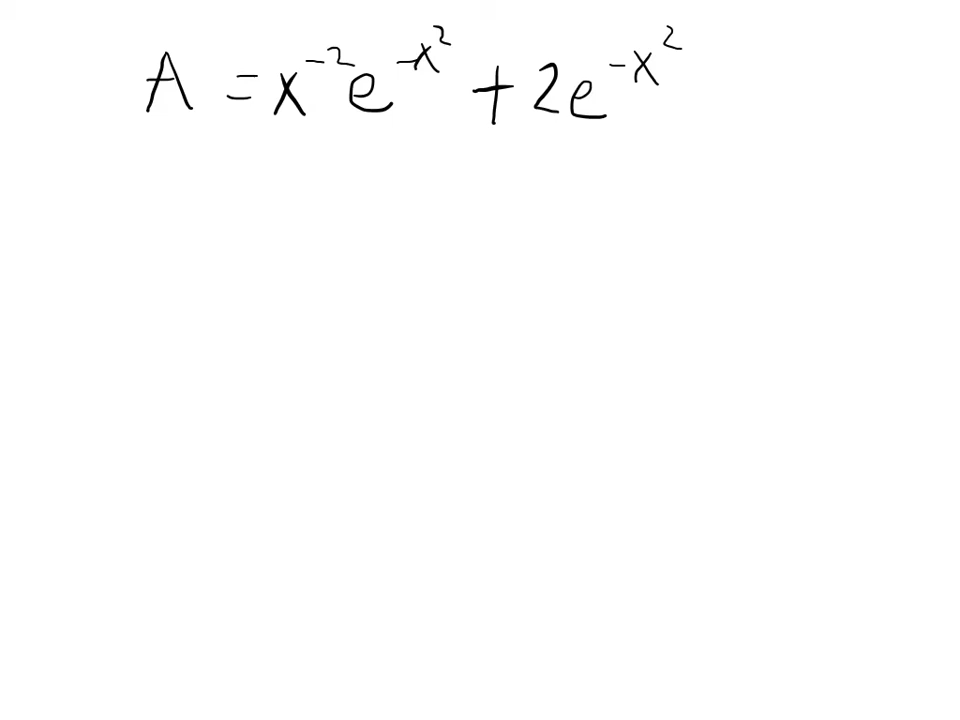 A = x⁻²e^{-x²} + 2e^{-x²}